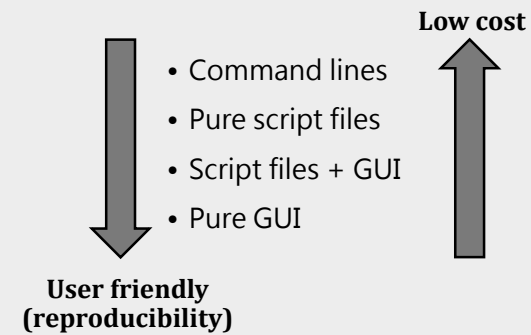 Low cost
• Command lines
• Pure script files
• Script files + GUI
• Pure GUI
User friendly
(reproducibility)